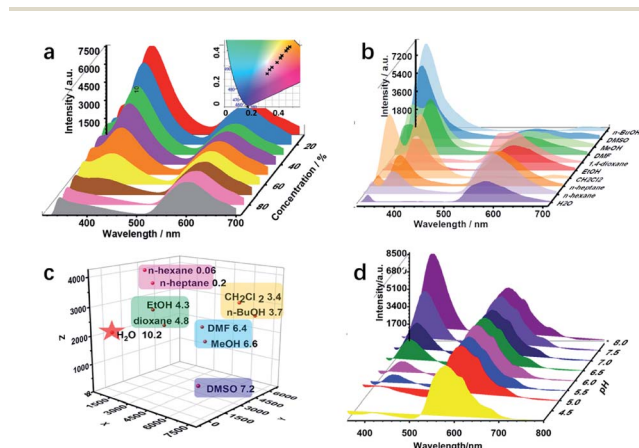 a
7500
6000
4500
3000
1500
Intensity / a.u.
0.4
0.2
0.0
0.2 0.4
20
40
60
80
Concentration / %
400 500 600 700
Wavelength / nm
b
7200
5400
3600
1800
Intensity / a.u.
n-BuOH
DMSO
MeOH
DMF
1,4-dioxane
EtOH
CH2Cl2
n-heptane
n-hexane
H2O
400 500 600 700
Wavelength / nm
c
4000
3000
2000
1000
0
Z
n-hexane 0.06
n-heptane 0.2
EtOH 4.3
dioxane 4.8
H2O 10.2
CH2Cl 2 3.4
n-BuOH 3.7
DMF 6.4
MeOH 6.6
DMSO 7.2
1500
3000
4500
6000
7500
X
0
1500
3000
4500
6000
Y
d
8500
6800
5100
3400
1700
Intensity/a.u.
8.0
7.5
7.0
6.5
6.0
5.5
5.0
4.5
pH
400 500 600 700 800
Wavelength/nm